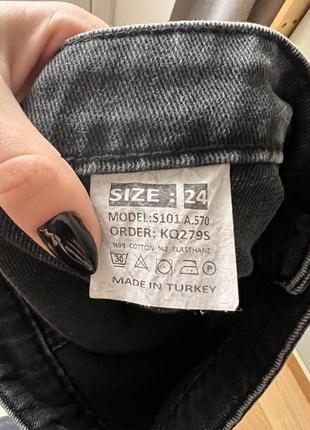 SIZE : 24
MODEL:S101 A.570
ORDER: KQ279S
%98 COTTON %2 ELASTHANE
30 P
MADE IN TURKEY